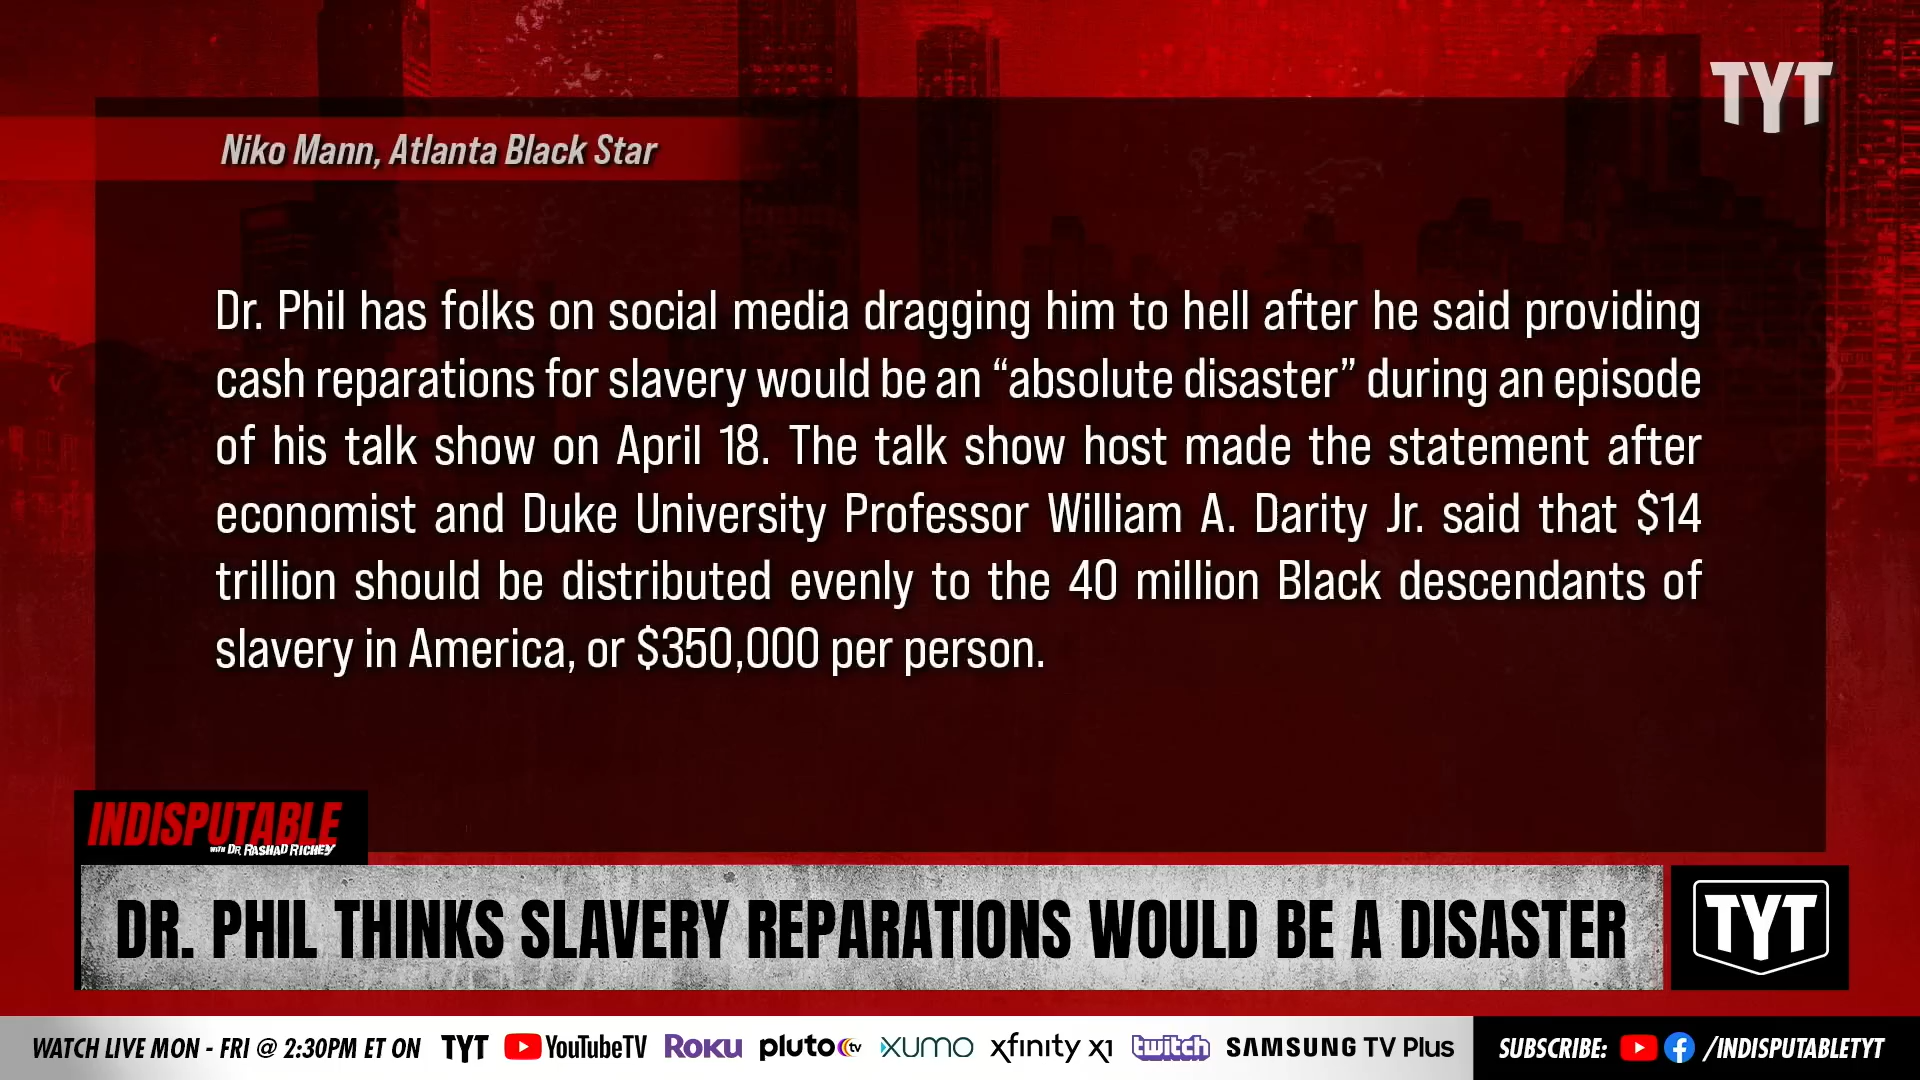 TYT
Niko Mann, Atlanta Black Star
Dr. Phil has folks on social media dragging him to hell after he said providing
cash reparations for slavery would be an “absolute disaster” during an episode
of his talk show on April 18. The talk show host made the statement after
economist and Duke University Professor William A. Darity Jr. said that $14
trillion should be distributed evenly to the 40 million Black descendants of
slavery in America, or $350,000 per person.
INDISPUTABLE
WITH DR RASHAD RICHEY
DR. PHIL THINKS SLAVERY REPARATIONS WOULD BE A DISASTER
TYT
WATCH LIVE MON - FRI @ 2:30PM ET ON TYT YouTubeTV ROKU pluto tv XUMO xfinity x1 twitch SAMSUNG TV Plus SUBSCRIBE: /INDISPUTABLETYT